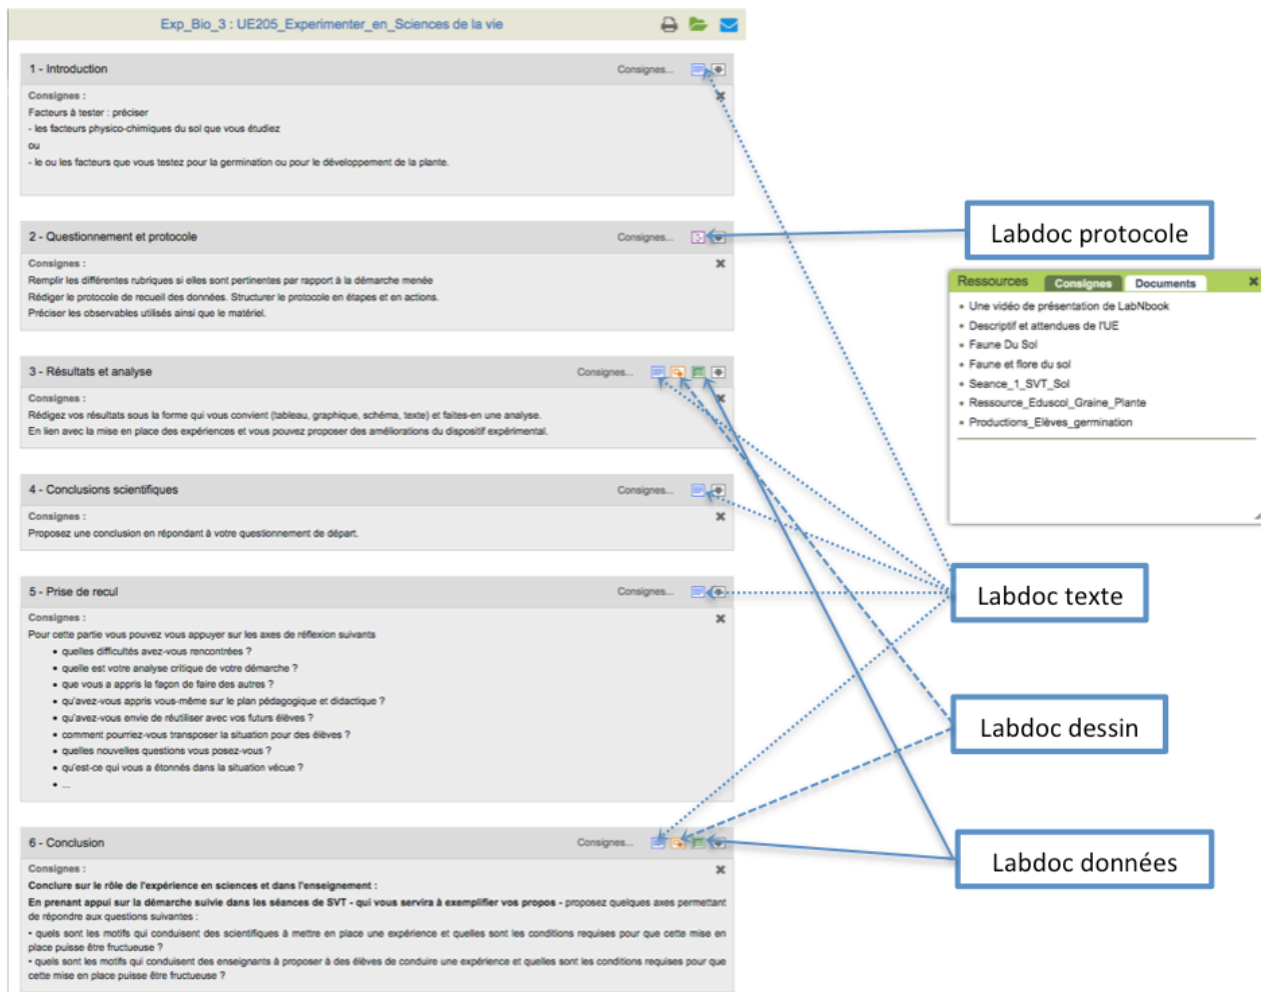 Exp_Bio_3 : UE205_Experimenter_en_Sciences de la vie
1 - Introduction Consignes...
Consignes :
Facteurs à tester : préciser
- les facteurs physico-chimiques du sol que vous étudiez
ou
- le ou les facteurs que vous testez pour la germination ou pour le développement de la plante.
2 - Questionnement et protocole Consignes...
Consignes :
Remplir les différentes rubriques si elles sont pertinentes par rapport à la démarche menée
Rédiger le protocole de recueil des données. Structurer le protocole en étapes et en actions.
Préciser les observables utilisés ainsi que le matériel.
3 - Résultats et analyse Consignes...
Consignes :
Rédigez vos résultats sous la forme qui vous convient (tableau, graphique, schéma, texte) et faites-en une analyse.
En lien avec la mise en place des expériences et vous pouvez proposer des améliorations du dispositif expérimental.
4 - Conclusions scientifiques Consignes...
Consignes :
Proposez une conclusion en répondant à votre questionnement de départ.
5 - Prise de recul Consignes...
Consignes :
Pour cette partie vous pouvez vous appuyer sur les axes de réflexion suivants
• quelles difficultés avez-vous rencontrées ?
• quelle est votre analyse critique de votre démarche ?
• que vous a appris la façon de faire des autres ?
• qu'avez-vous appris vous-même sur le plan pédagogique et didactique ?
• qu'avez-vous envie de réutiliser avec vos futurs élèves ?
• comment pourriez-vous transposer la situation pour des élèves ?
• quelles nouvelles questions vous posez-vous ?
• qu'est-ce qui vous a étonnés dans la situation vécue ?
• ...
6 - Conclusion Consignes...
Consignes :
Conclure sur le rôle de l'expérience en sciences et dans l'enseignement :
En prenant appui sur la démarche suivie dans les séances de SVT - qui vous servira à exemplifier vos propos - proposez quelques axes permettant
de répondre aux questions suivantes :
• quels sont les motifs qui conduisent des scientifiques à mettre en place une expérience et quelles sont les conditions requises pour que cette mise en
place puisse être fructueuse ?
• quels sont les motifs qui conduisent des enseignants à proposer à des élèves de conduire une expérience et quelles sont les conditions requises pour que
cette mise en place puisse être fructueuse ?
Labdoc protocole
Ressources Consignes Documents
• Une vidéo de présentation de LabNbook
• Descriptif et attendues de l'UE
• Faune Du Sol
• Faune et flore du sol
• Seance_1_SVT_Sol
• Ressource_Eduscol_Graine_Plante
• Productions_Elèves_germination
Labdoc texte
Labdoc dessin
Labdoc données